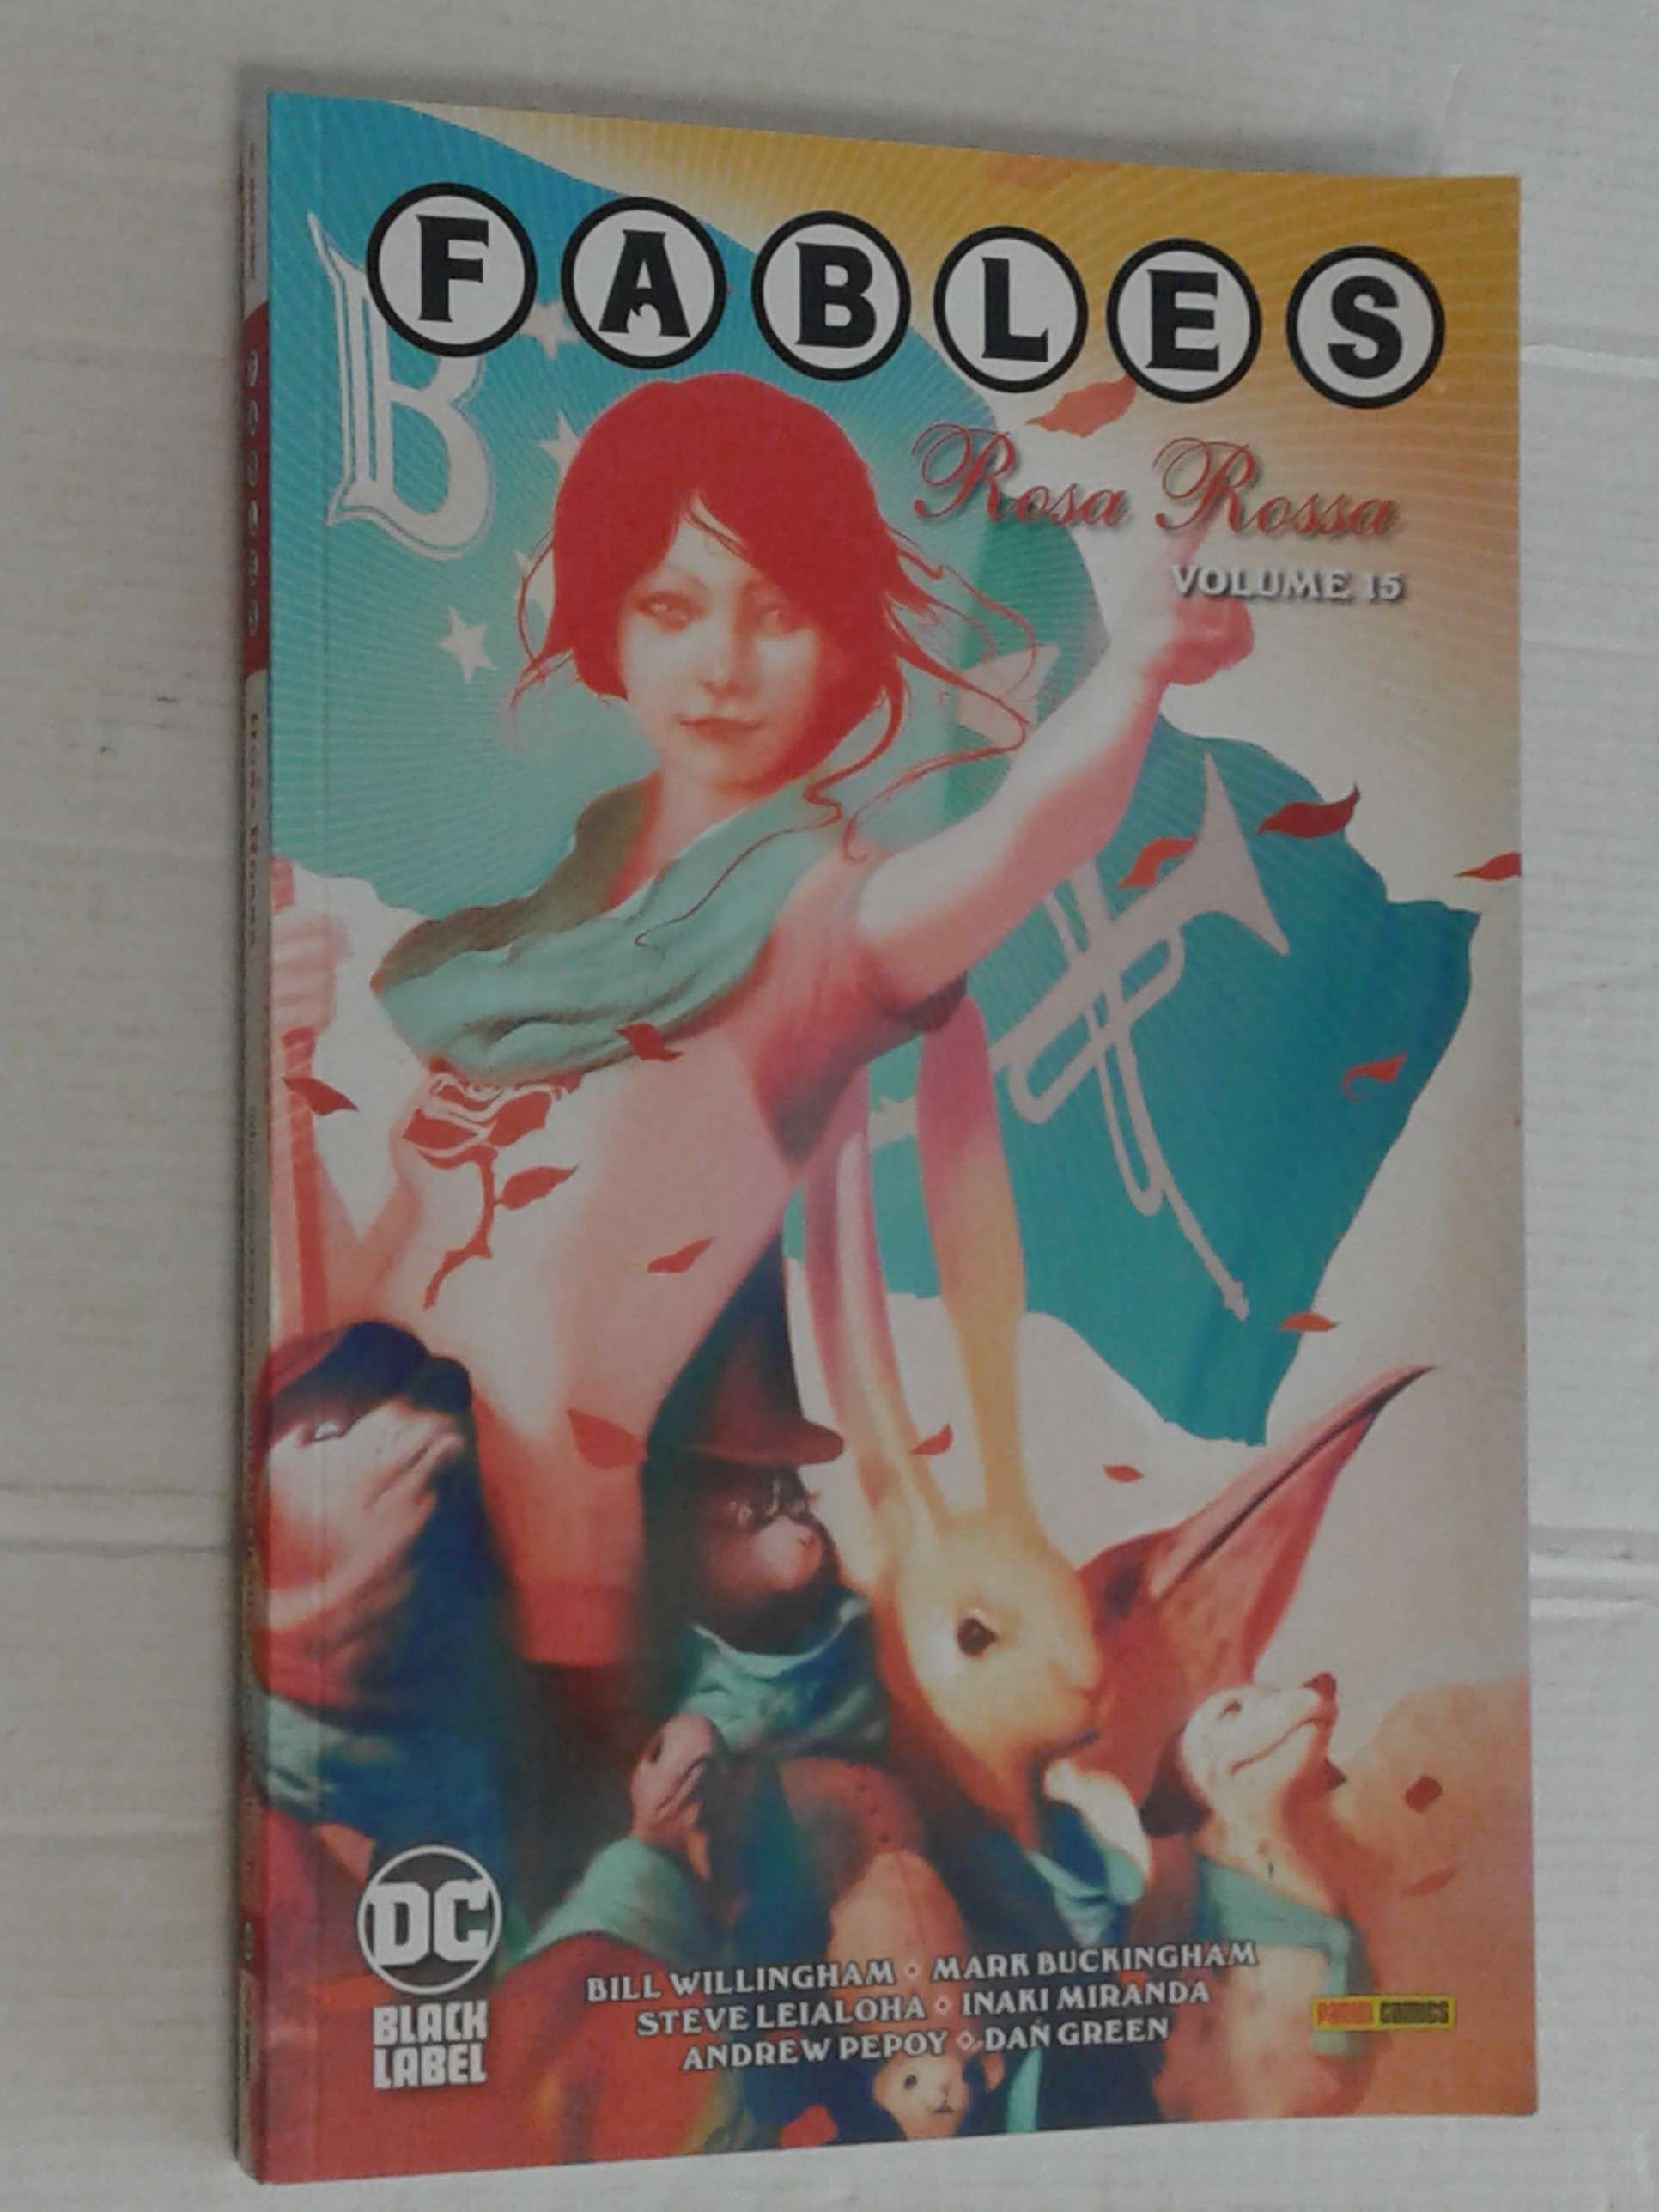 FABLES
Rosa Rossa
VOLUME 15
B
DC
BLACK
LABEL
BILL WILLINGHAM • MARK BUCKINGHAM
STEVE LEIALOHA • INAKI MIRANDA
ANDREW PEPOY • DAN GREEN
PANINI COMICS